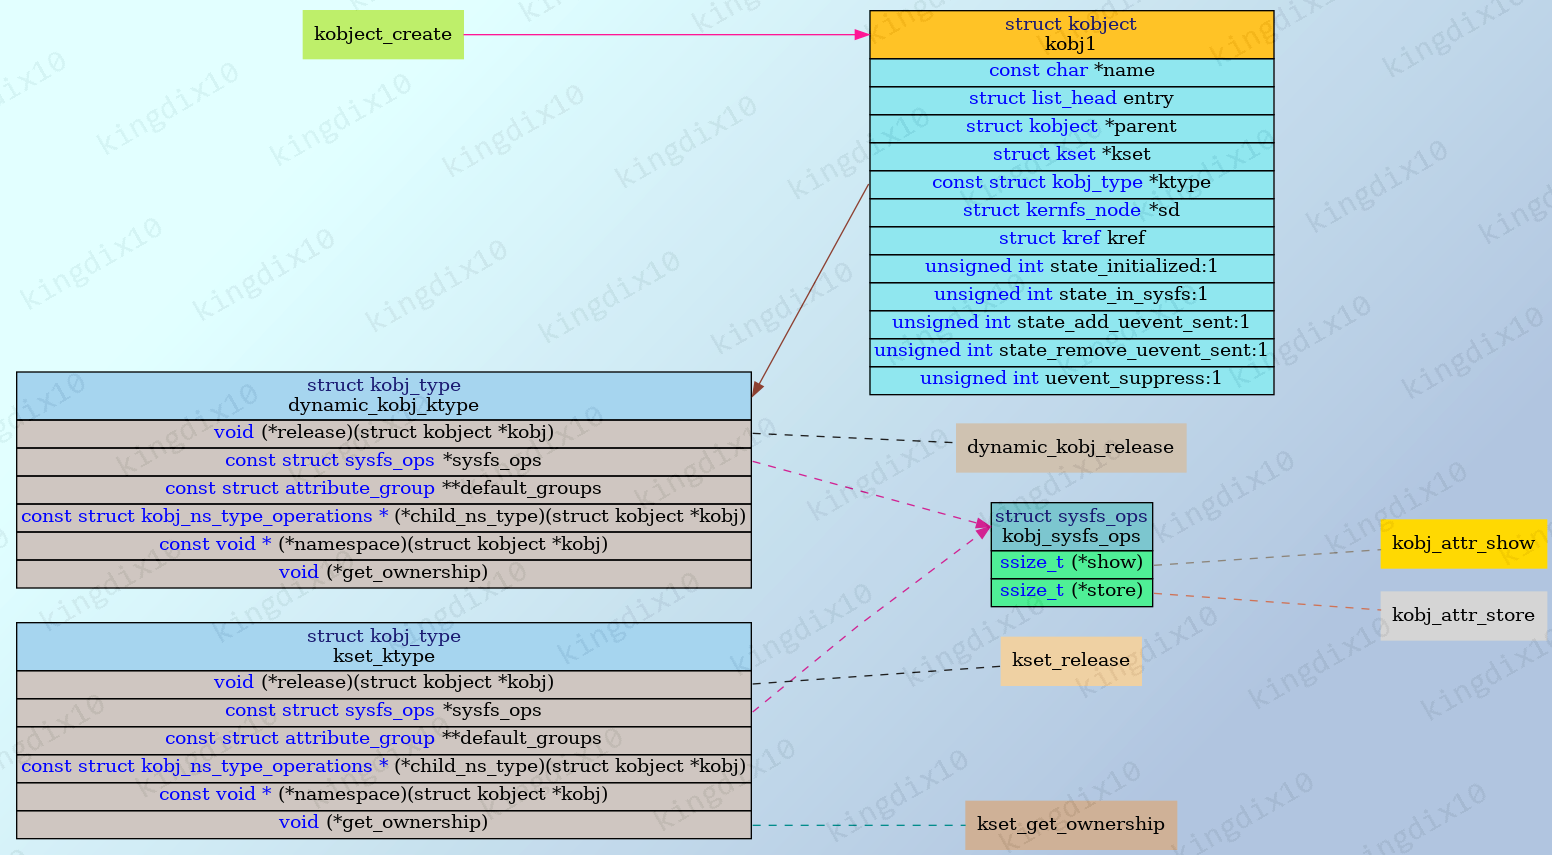 kobject_create
struct kobject
kobj1
const char *name
struct list_head entry
struct kobject *parent
struct kset *kset
const struct kobj_type *ktype
struct kernfs_node *sd
struct kref kref
unsigned int state_initialized:1
unsigned int state_in_sysfs:1
unsigned int state_add_uevent_sent:1
unsigned int state_remove_uevent_sent:1
unsigned int uevent_suppress:1
struct kobj_type
dynamic_kobj_ktype
void (*release)(struct kobject *kobj)
const struct sysfs_ops *sysfs_ops
const struct attribute_group **default_groups
const struct kobj_ns_type_operations * (*child_ns_type)(struct kobject *kobj)
const void * (*namespace)(struct kobject *kobj)
void (*get_ownership)
dynamic_kobj_release
struct sysfs_ops
kobj_sysfs_ops
ssize_t (*show)
ssize_t (*store)
kobj_attr_show
kobj_attr_store
struct kobj_type
kset_ktype
void (*release)(struct kobject *kobj)
const struct sysfs_ops *sysfs_ops
const struct attribute_group **default_groups
const struct kobj_ns_type_operations * (*child_ns_type)(struct kobject *kobj)
const void * (*namespace)(struct kobject *kobj)
void (*get_ownership)
kset_release
kset_get_ownership
kingdix10